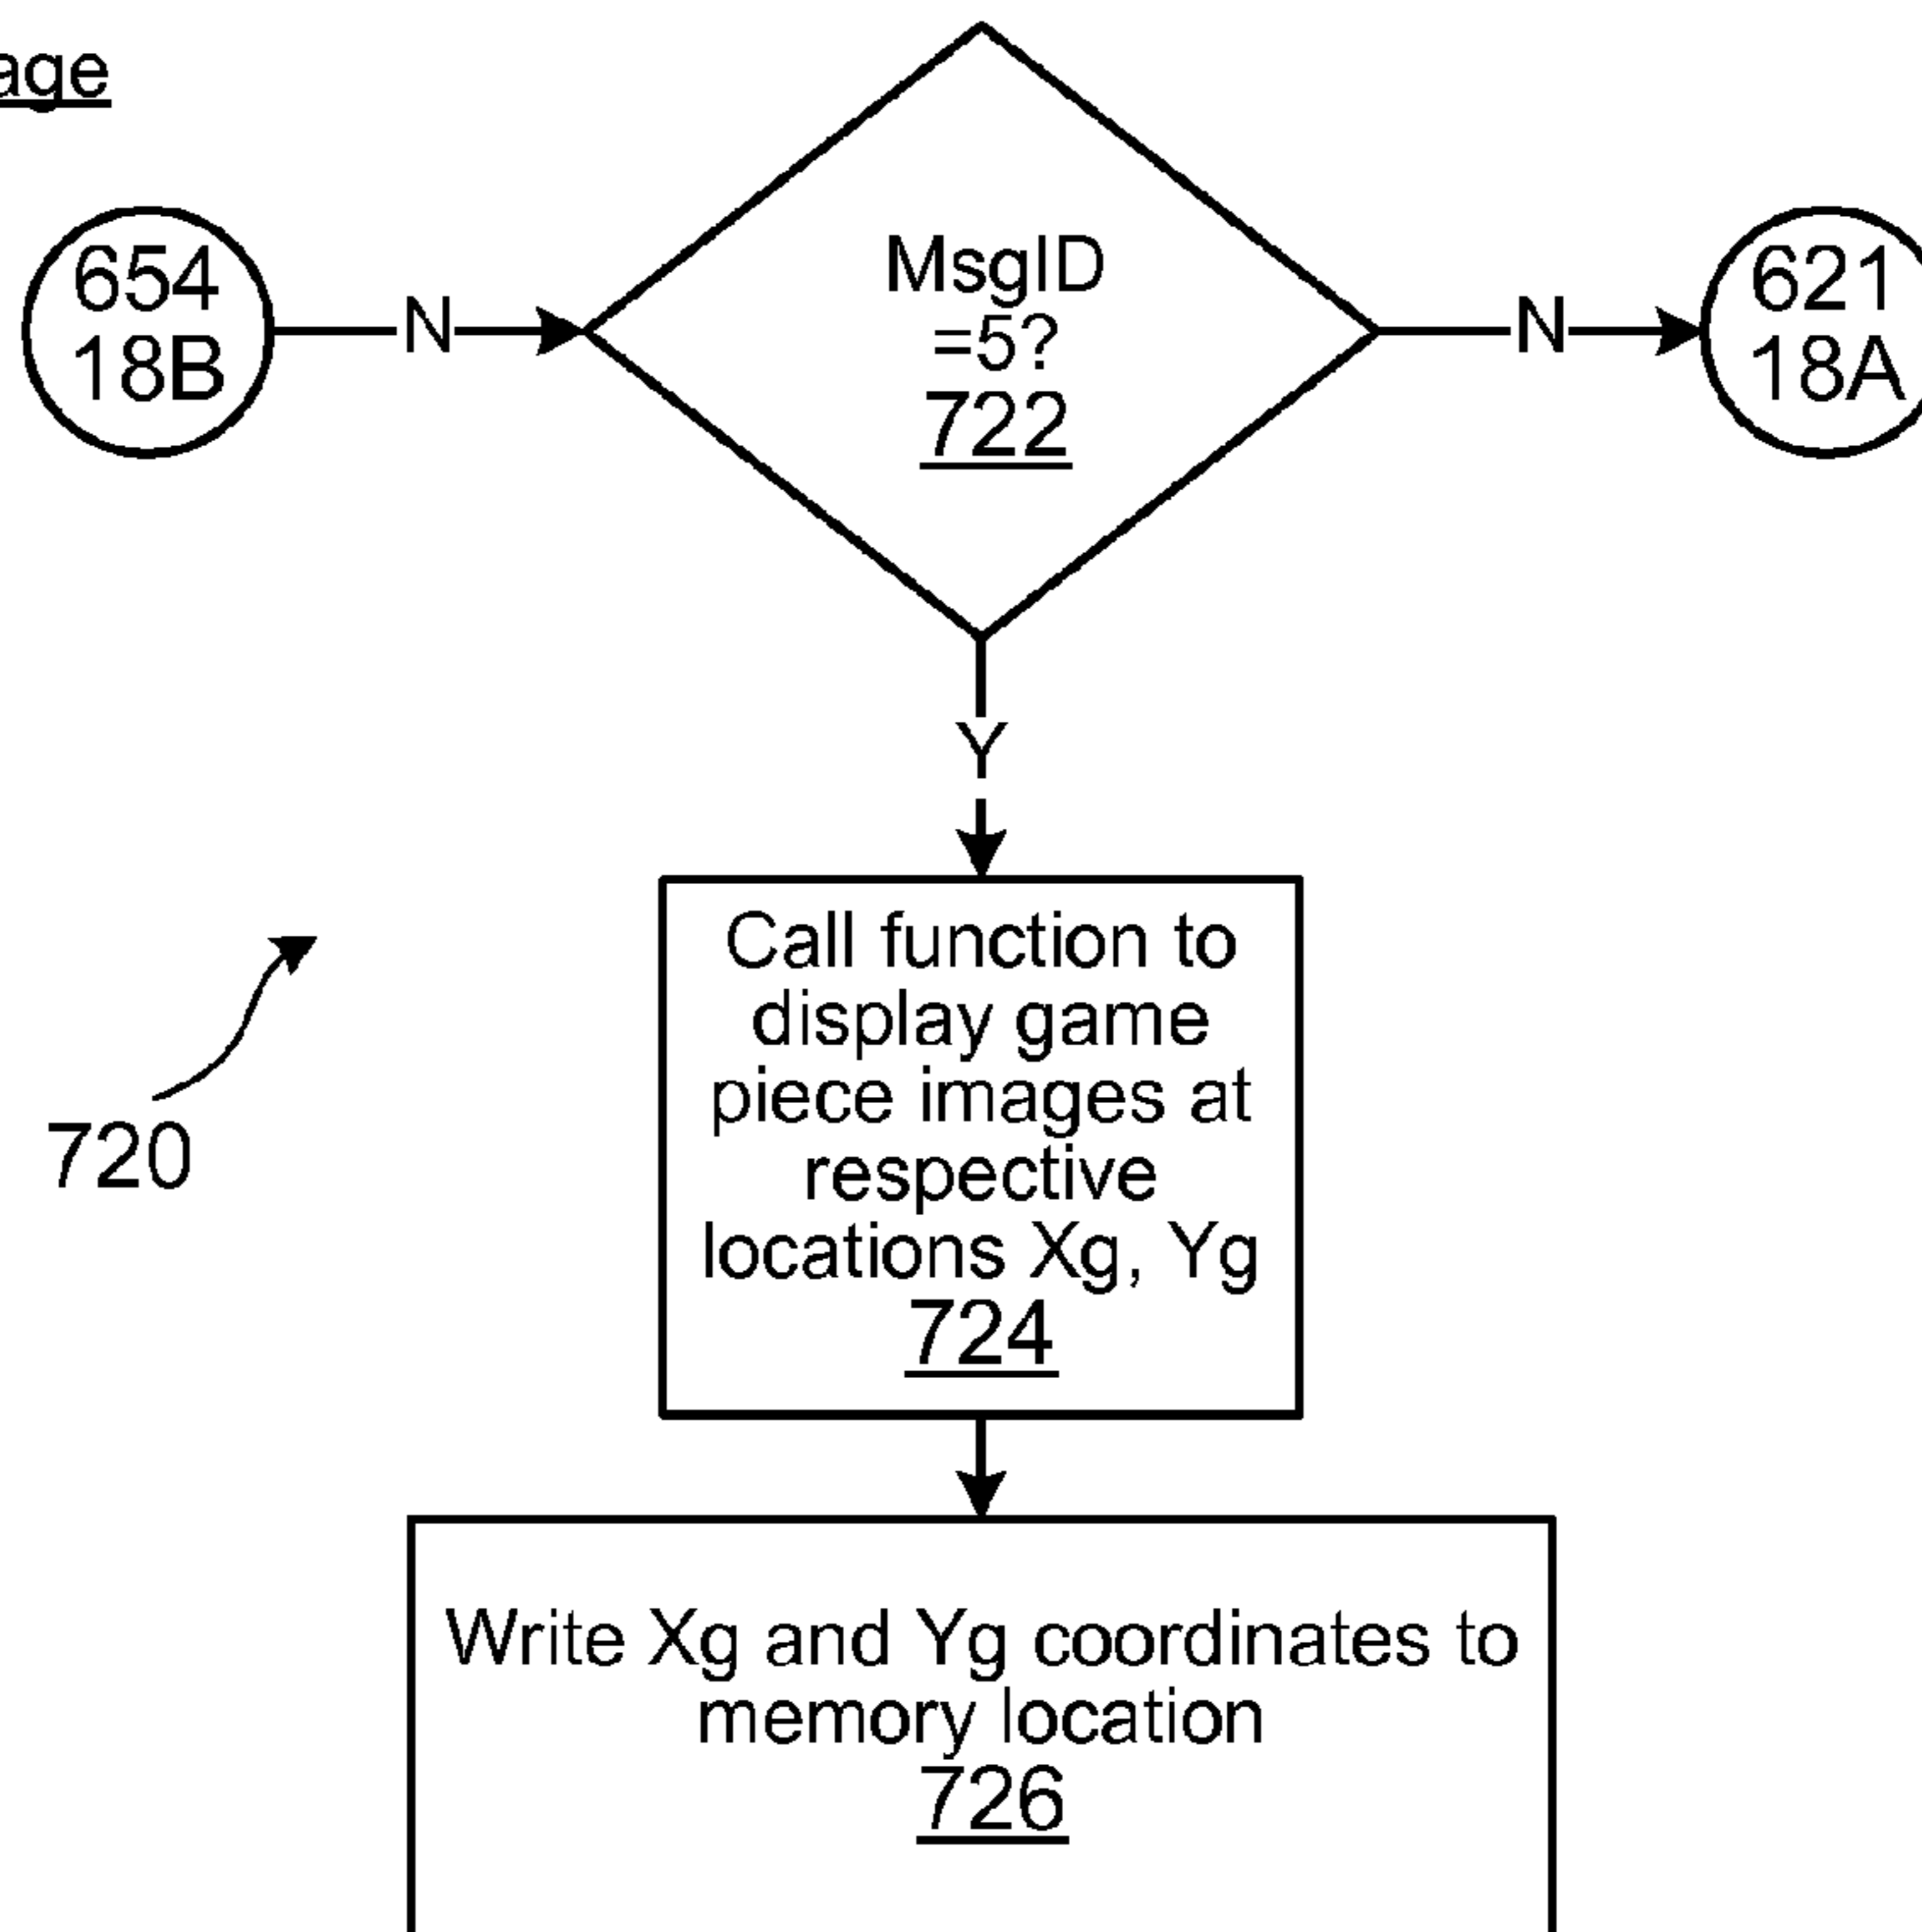 654
18B
N
MsgID
=5?
722
N
621
18A
Y
Call function to
display game
piece images at
respective
locations Xg, Yg
724
720
Write Xg and Yg coordinates to
memory location
726